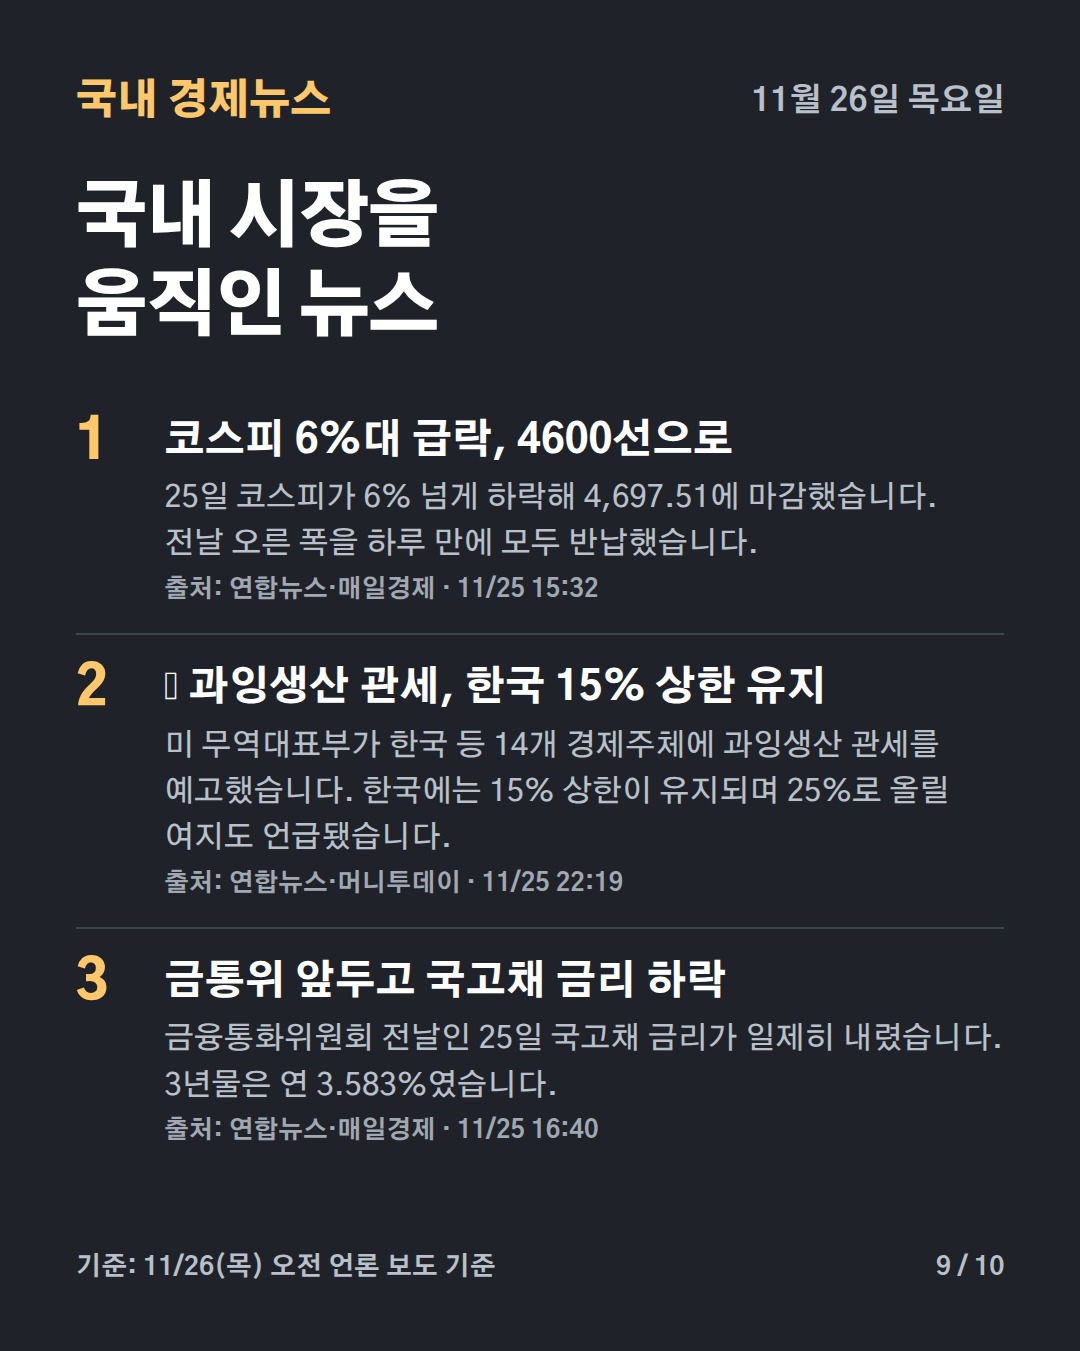 국내 경제뉴스
11월 26일 목요일
국내 시장을
움직인 뉴스
1
코스피 6%대 급락, 4600선으로
25일 코스피가 6% 넘게 하락해 4,697.51에 마감했습니다.
전날 오른 폭을 하루 만에 모두 반납했습니다.
출처: 연합뉴스·매일경제 · 11/25 15:32
2
과잉생산 관세, 한국 15% 상한 유지
미 무역대표부가 한국 등 14개 경제주체에 과잉생산 관세를
예고했습니다. 한국에는 15% 상한이 유지되며 25%로 올릴
여지도 언급됐습니다.
출처: 연합뉴스·머니투데이 · 11/25 22:19
3
금통위 앞두고 국고채 금리 하락
금융통화위원회 전날인 25일 국고채 금리가 일제히 내렸습니다.
3년물은 연 3.583%였습니다.
출처: 연합뉴스·매일경제 · 11/25 16:40
기준: 11/26(목) 오전 언론 보도 기준
9 / 10